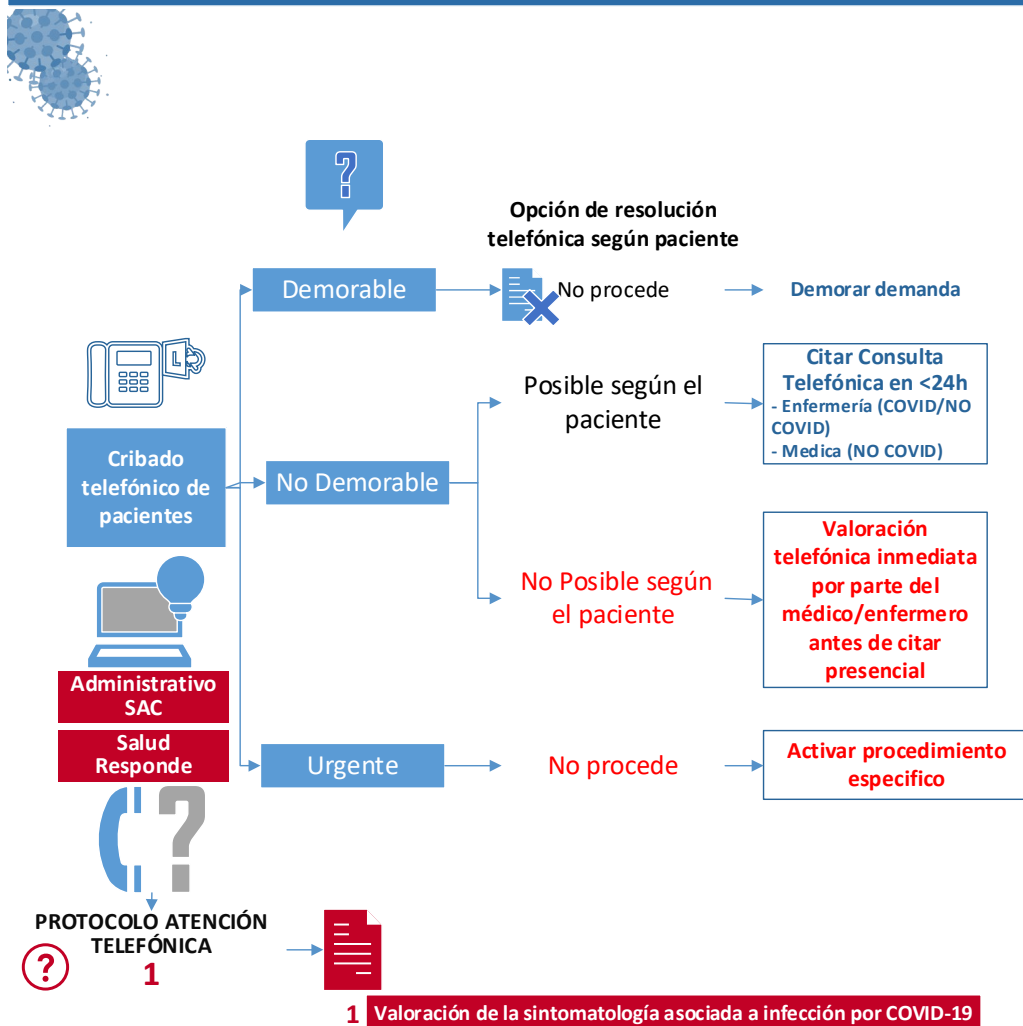 Opción de resolución
telefónica según paciente
Demorable
No procede
Demorar demanda
Cribado
telefónico de
pacientes
No Demorable
Posible según el
paciente
Citar Consulta
Telefónica en <24h
- Enfermería (COVID/NO
COVID)
- Medica (NO COVID)
No Posible según
el paciente
Valoración
telefónica inmediata
por parte del
médico/enfermero
antes de citar
presencial
Administrativo
SAC
Salud
Responde
Urgente
No procede
Activar procedimiento
especifico
PROTOCOLO ATENCIÓN
TELEFÓNICA
1
1 Valoración de la sintomatología asociada a infección por COVID-19